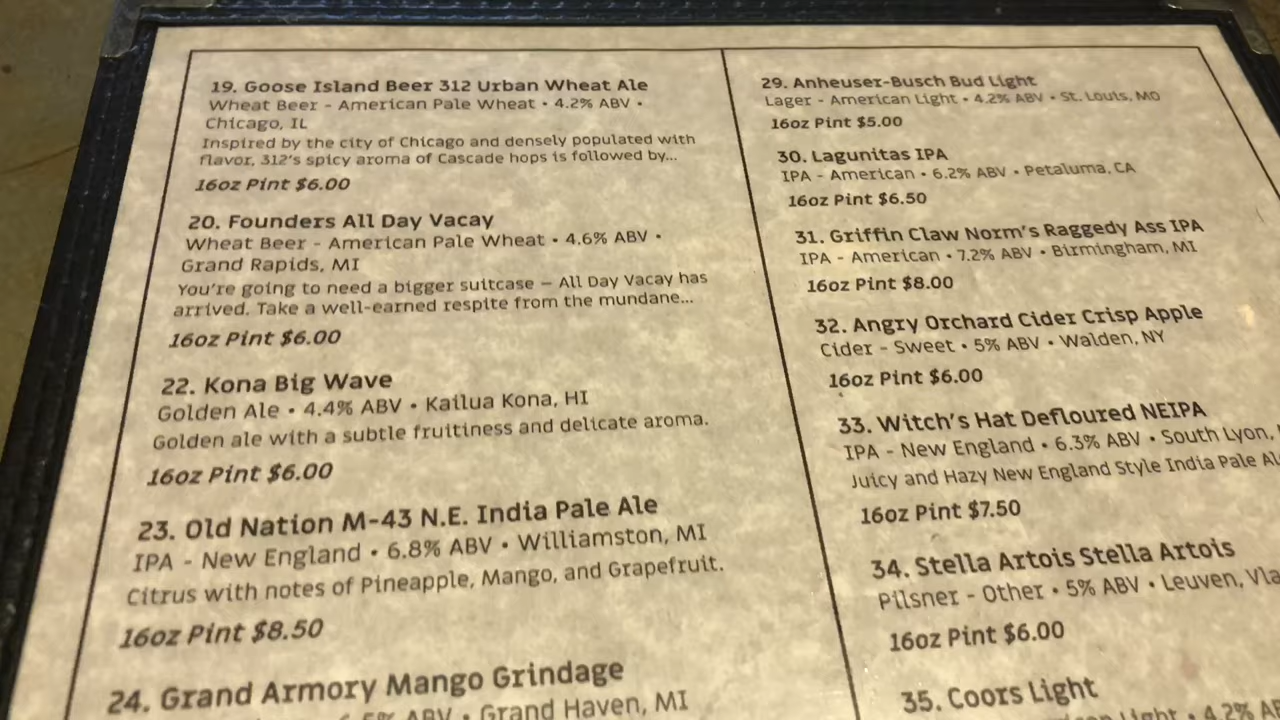 19. Goose Island Beer 312 Urban Wheat Ale
Wheat Beer - American Pale Wheat • 4.2% ABV •
Chicago, IL
Inspired by the city of Chicago and densely populated with
flavor, 312's spicy aroma of Cascade hops is followed by...
16oz Pint $6.00
20. Founders All Day Vacay
Wheat Beer - American Pale Wheat • 4.6% ABV •
Grand Rapids, MI
You're going to need a bigger suitcase – All Day Vacay has
arrived. Take a well-earned respite from the mundane...
16oz Pint $6.00
22. Kona Big Wave
Golden Ale • 4.4% ABV • Kailua Kona, HI
Golden ale with a subtle fruitiness and delicate aroma.
16oz Pint $6.00
23. Old Nation M-43 N.E. India Pale Ale
IPA - New England • 6.8% ABV • Williamston, MI
Citrus with notes of Pineapple, Mango, and Grapefruit.
16oz Pint $8.50
24. Grand Armory Mango Grindage
ABV • Grand Haven, MI
29. Anheuser-Busch Bud Light
Lager - American Light • 4.2% ABV • St. Louis, MO
16oz Pint $5.00
30. Lagunitas IPA
IPA - American • 6.2% ABV • Petaluma, CA
16oz Pint $6.50
31. Griffin Claw Norm's Raggedy Ass IPA
IPA - American • 7.2% ABV • Birmingham, MI
16oz Pint $8.00
32. Angry Orchard Cider Crisp Apple
Cider - Sweet • 5% ABV • Walden, NY
16oz Pint $6.00
33. Witch's Hat Defloured NEIPA
IPA - New England • 6.3% ABV • South Lyon,
Juicy and Hazy New England Style India Pale
16oz Pint $7.50
34. Stella Artois Stella Artois
Pilsner - Other • 5% ABV • Leuven,
16oz Pint $6.00
35. Coors Light
Light • 4.2%